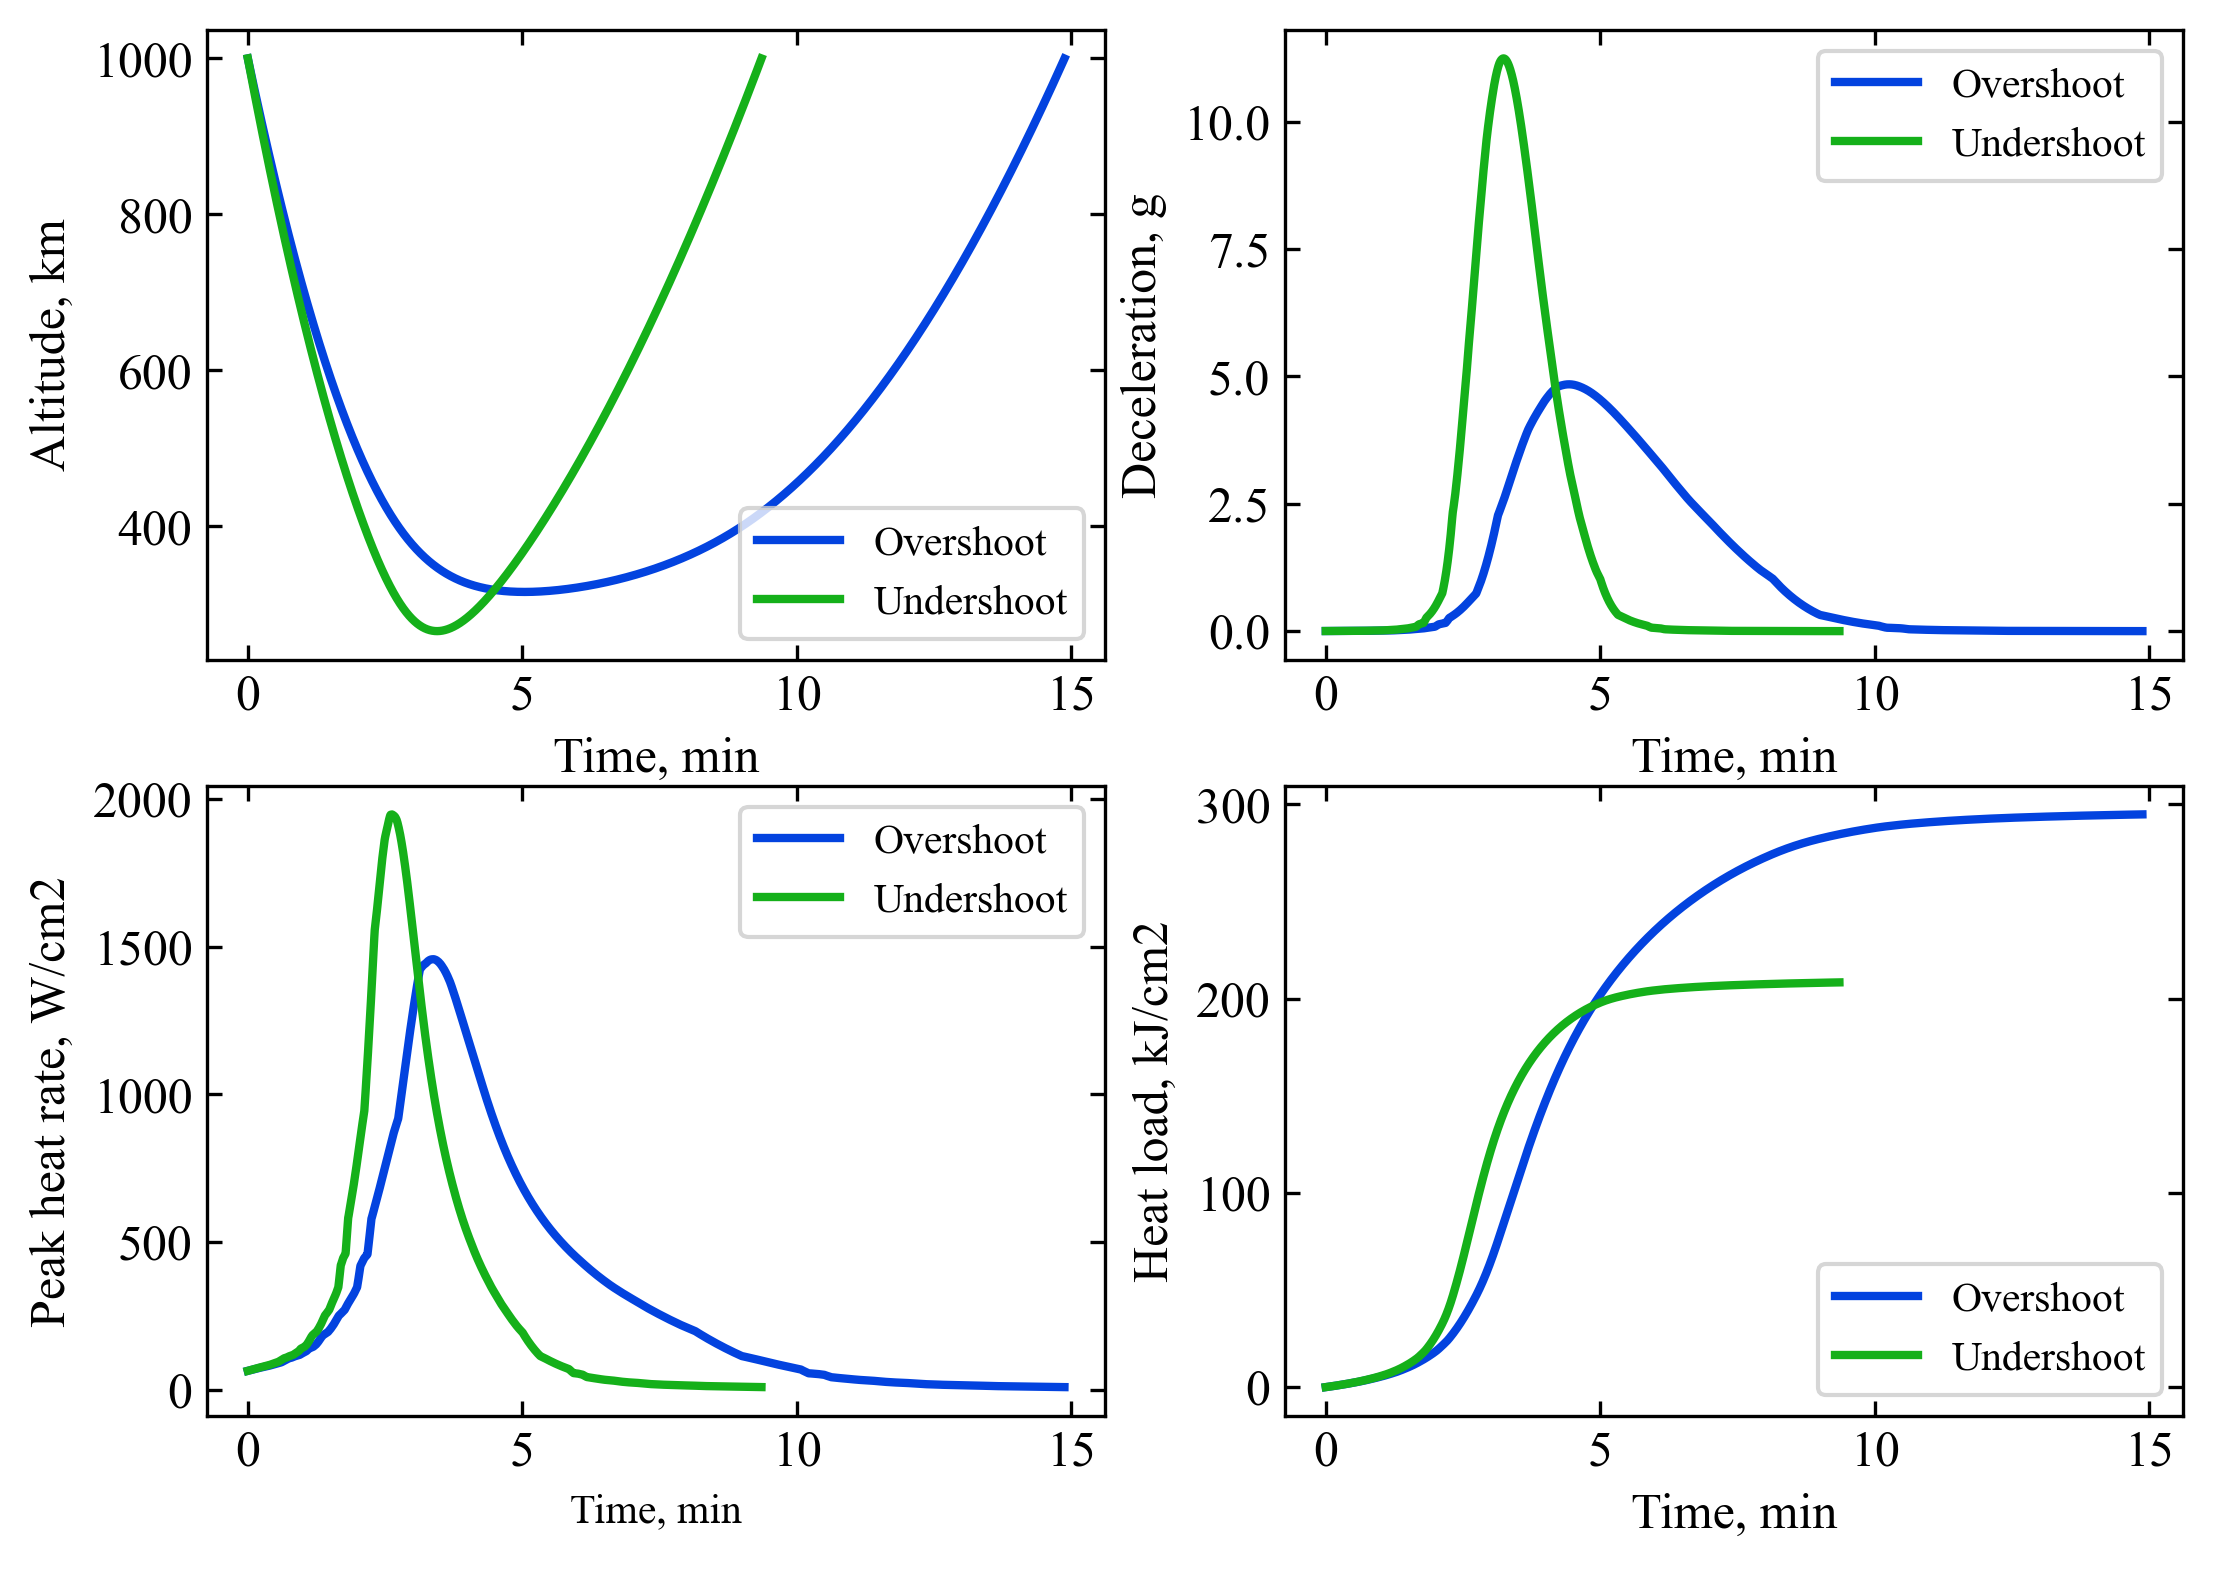 1000
800
600
400
Altitude, km
Overshoot
Undershoot
0 5 10 15
Time, min
10.0
7.5
5.0
2.5
0.0
Deceleration, g
Overshoot
Undershoot
0 5 10 15
Time, min
2000
1500
1000
500
0
Peak heat rate, W/cm2
Overshoot
Undershoot
0 5 10 15
Time, min
300
200
100
0
Heat load, kJ/cm2
Overshoot
Undershoot
0 5 10 15
Time, min